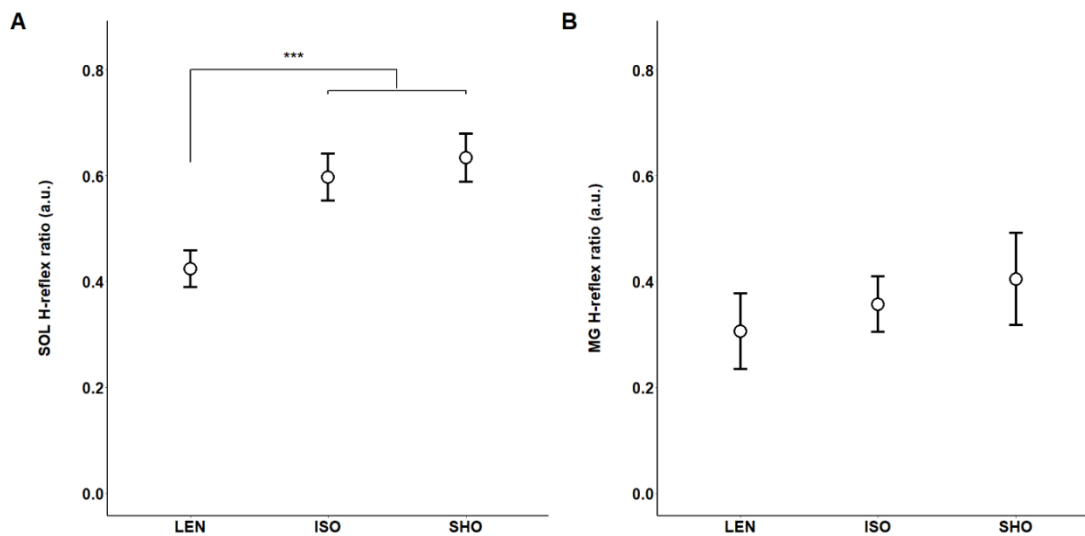 A
***
SOL H-reflex ratio (a.u.)
0.8
0.6
0.4
0.2
0.0
LEN ISO SHO
B
MG H-reflex ratio (a.u.)
0.8
0.6
0.4
0.2
0.0
LEN ISO SHO